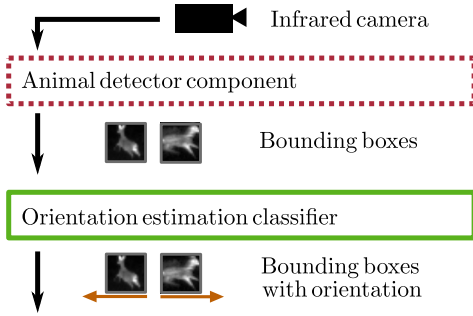 Infrared camera
Animal detector component
Bounding boxes
Orientation estimation classifier
Bounding boxes
with orientation